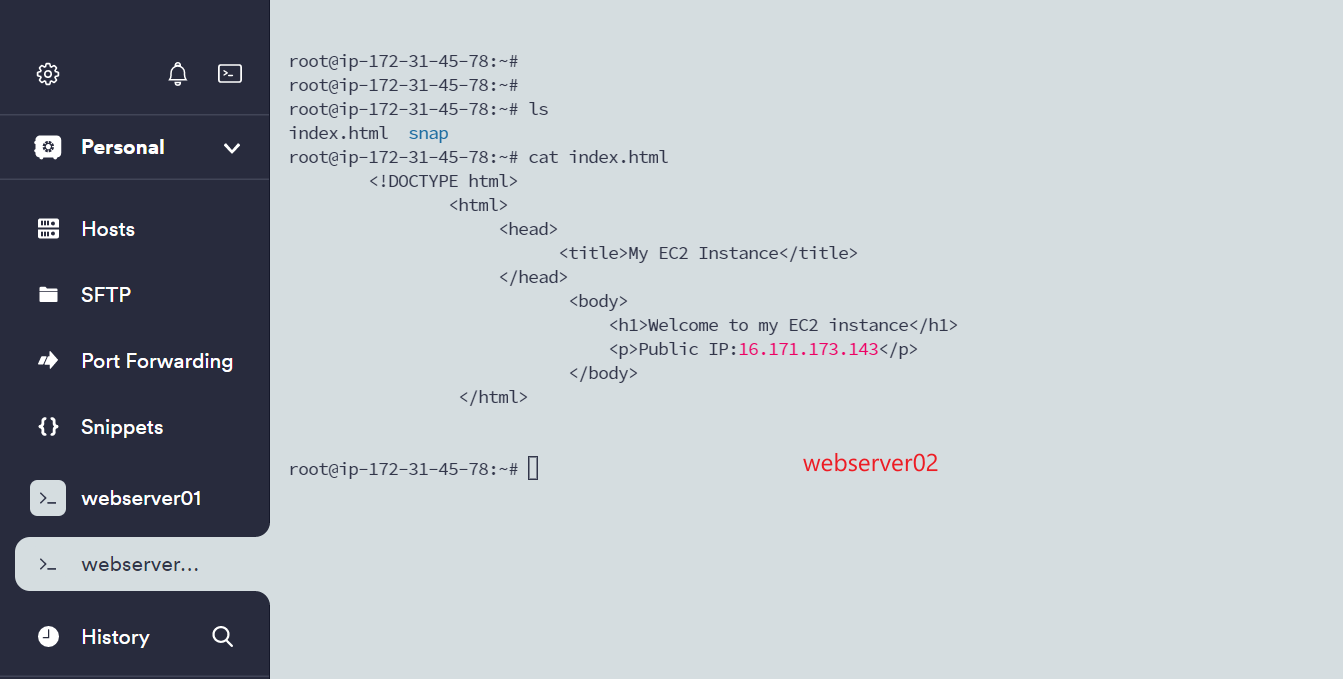 Personal
Hosts
SFTP
Port Forwarding
Snippets
webserver01
webserver...
History
root@ip-172-31-45-78:~#
root@ip-172-31-45-78:~#
root@ip-172-31-45-78:~# ls
index.html  snap
root@ip-172-31-45-78:~# cat index.html
<!DOCTYPE html>
<html>
<head>
<title>My EC2 Instance</title>
</head>
<body>
<h1>Welcome to my EC2 instance</h1>
<p>Public IP:16.171.173.143</p>
</body>
</html>
root@ip-172-31-45-78:~#
webserver02